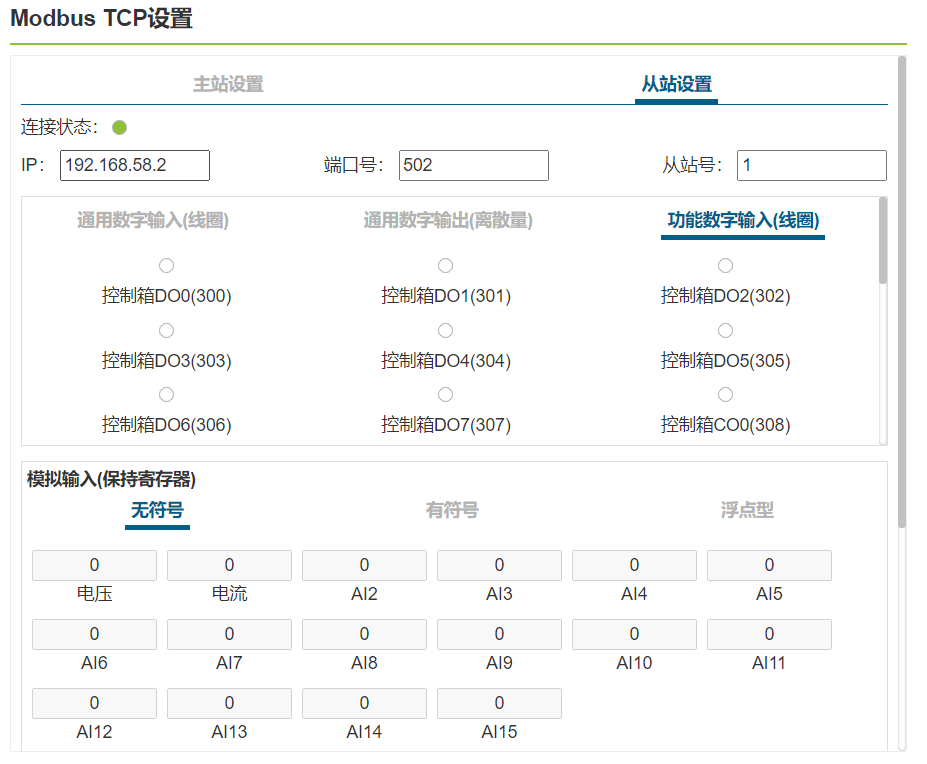 Modbus TCP设置
主站设置 从站设置
连接状态：
IP： 192.168.58.2 端口号： 502 从站号： 1
通用数字输入(线圈) 通用数字输出(离散量) 功能数字输入(线圈)
控制箱DO0(300) 控制箱DO1(301) 控制箱DO2(302)
控制箱DO3(303) 控制箱DO4(304) 控制箱DO5(305)
控制箱DO6(306) 控制箱DO7(307) 控制箱CO0(308)
模拟输入(保持寄存器)
无符号 有符号 浮点型
0 0 0 0 0 0
电压 电流 AI2 AI3 AI4 AI5
0 0 0 0 0 0
AI6 AI7 AI8 AI9 AI10 AI11
0 0 0 0
AI12 AI13 AI14 AI15